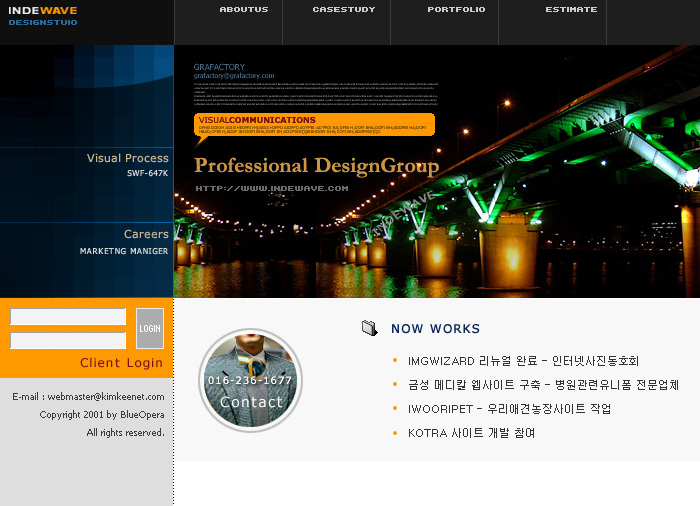 INDEWAVE
DESIGNSTUIO
ABOUTUS
CASESTUDY
PORTFOLIO
ESTIMATE
GRAFACTORY
grafactory@grafactory.com
VISUALCOMMUNICATIONS
Professional DesignGroup
HTTP://WWW.INDEWAVE.COM
INDEWAVE
Visual Process
SWF-647K
Careers
MARKETNG MANIGER
LOGIN
Client Login
E-mail : webmaster@kimkeenet.com
Copyright 2001 by BlueOpera
All rights reserved.
016-236-1677
Contact
NOW WORKS
IMGWIZARD 리뉴얼 완료 - 인터넷사진동호회
금성 메디칼 웹사이트 구축 - 병원관련유니폼 전문업체
IWOORIPET - 우리애견농장사이트 작업
KOTRA 사이트 개발 참여